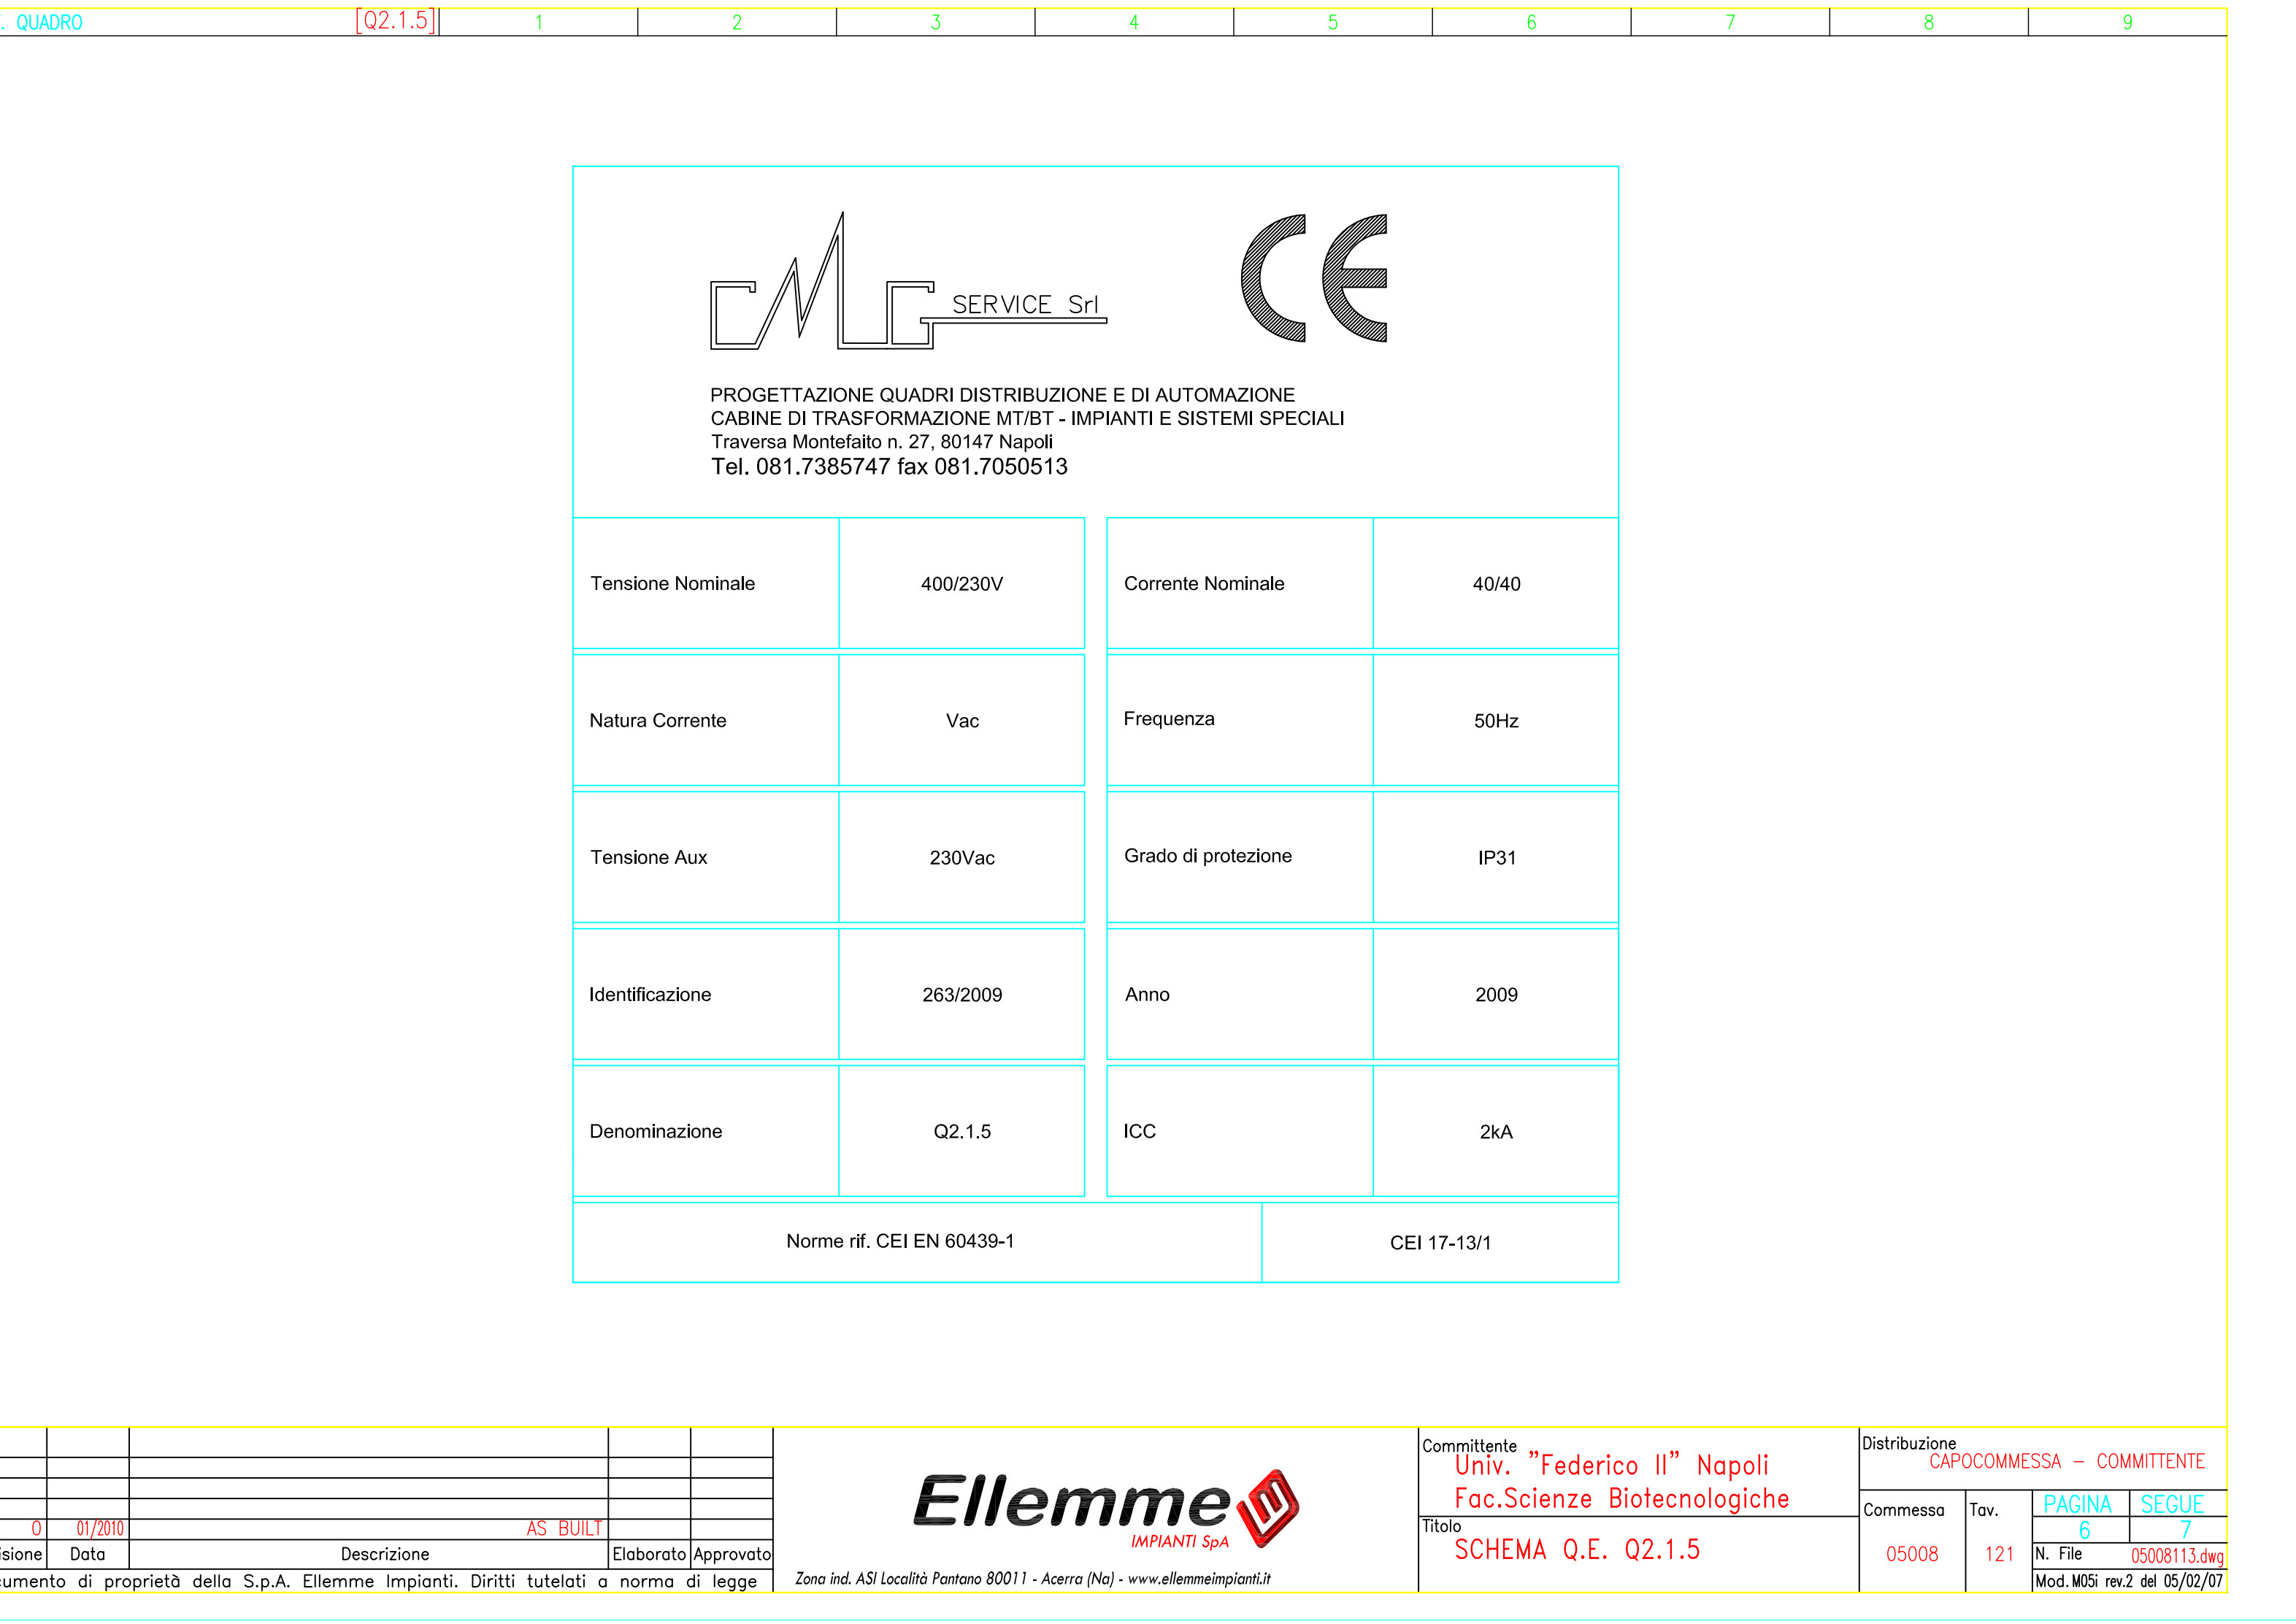 . QUADRO [Q2.1.5] 1 2 3 4 5 6 7 8 9
CMG SERVICE Srl
CE
PROGETTAZIONE QUADRI DISTRIBUZIONE E DI AUTOMAZIONE
CABINE DI TRASFORMAZIONE MT/BT - IMPIANTI E SISTEMI SPECIALI
Traversa Montefaito n. 27, 80147 Napoli
Tel. 081.7385747 fax 081.7050513
Tensione Nominale 400/230V Corrente Nominale 40/40
Natura Corrente Vac Frequenza 50Hz
Tensione Aux 230Vac Grado di protezione IP31
Identificazione 263/2009 Anno 2009
Denominazione Q2.1.5 ICC 2kA
Norme rif. CEI EN 60439-1 CEI 17-13/1
0 01/2010 AS BUILT
isione Data Descrizione Elaborato Approvato
cumento di proprietà della S.p.A. Ellemme Impianti. Diritti tutelati a norma di legge
Ellemme
IMPIANTI SpA
Zona ind. ASI Località Pantano 80011 - Acerra (Na) - www.ellemmeimpianti.it
Committente
Univ. "Federico II" Napoli
Fac.Scienze Biotecnologiche
Titolo
SCHEMA Q.E. Q2.1.5
Distribuzione
CAPOCOMMESSA - COMMITTENTE
Commessa
05008
Tav.
121
PAGINA SEGUE
6 7
N. File 05008113.dwg
Mod. M05i rev.2 del 05/02/07